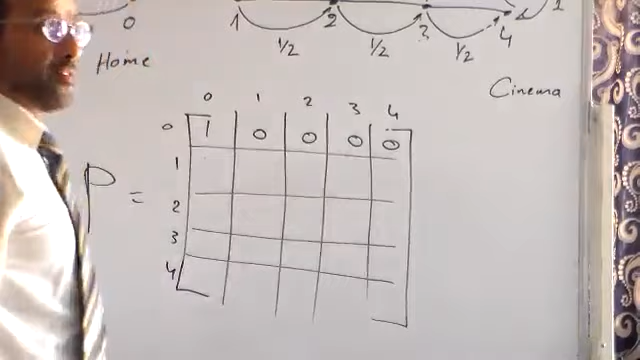 0 1 2 3 4 1
1/2 1/2 1/2
Home Cinema
0 1 2 3 4
0 1 0 0 0 0
1
P = 2
3
4